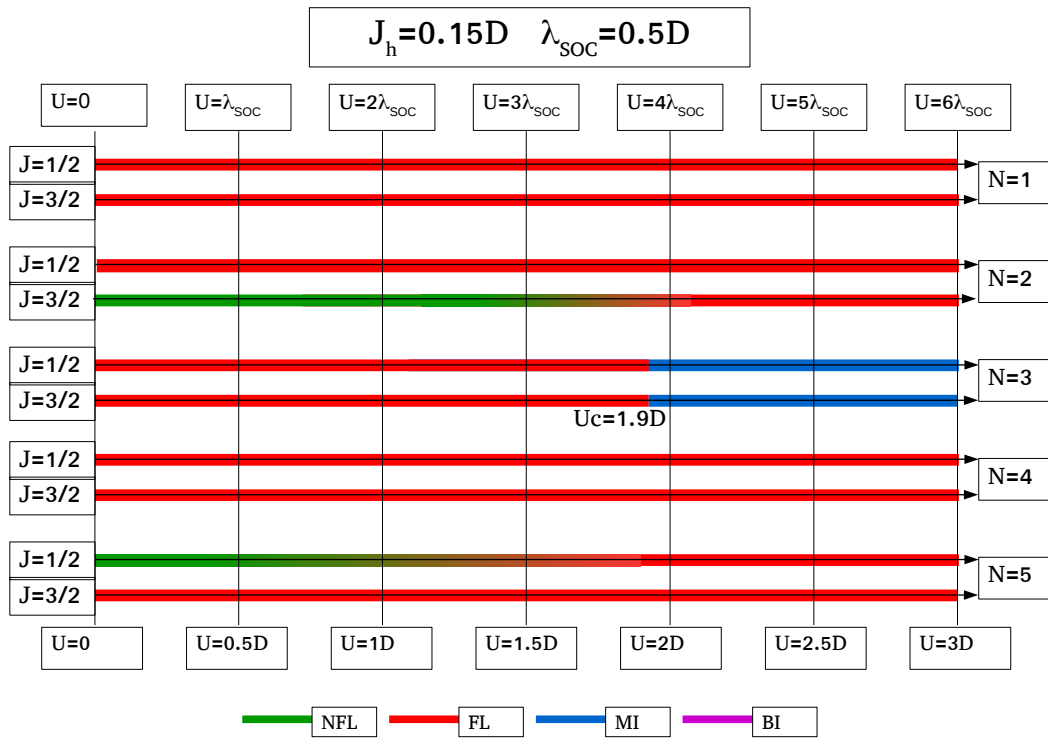 J_h=0.15D λ_SOC=0.5D
U=0 U=λ_SOC U=2λ_SOC U=3λ_SOC U=4λ_SOC U=5λ_SOC U=6λ_SOC
J=1/2
J=3/2
N=1
J=1/2
J=3/2
N=2
J=1/2
J=3/2
N=3
Uc=1.9D
J=1/2
J=3/2
N=4
J=1/2
J=3/2
N=5
U=0 U=0.5D U=1D U=1.5D U=2D U=2.5D U=3D
NFL FL MI BI